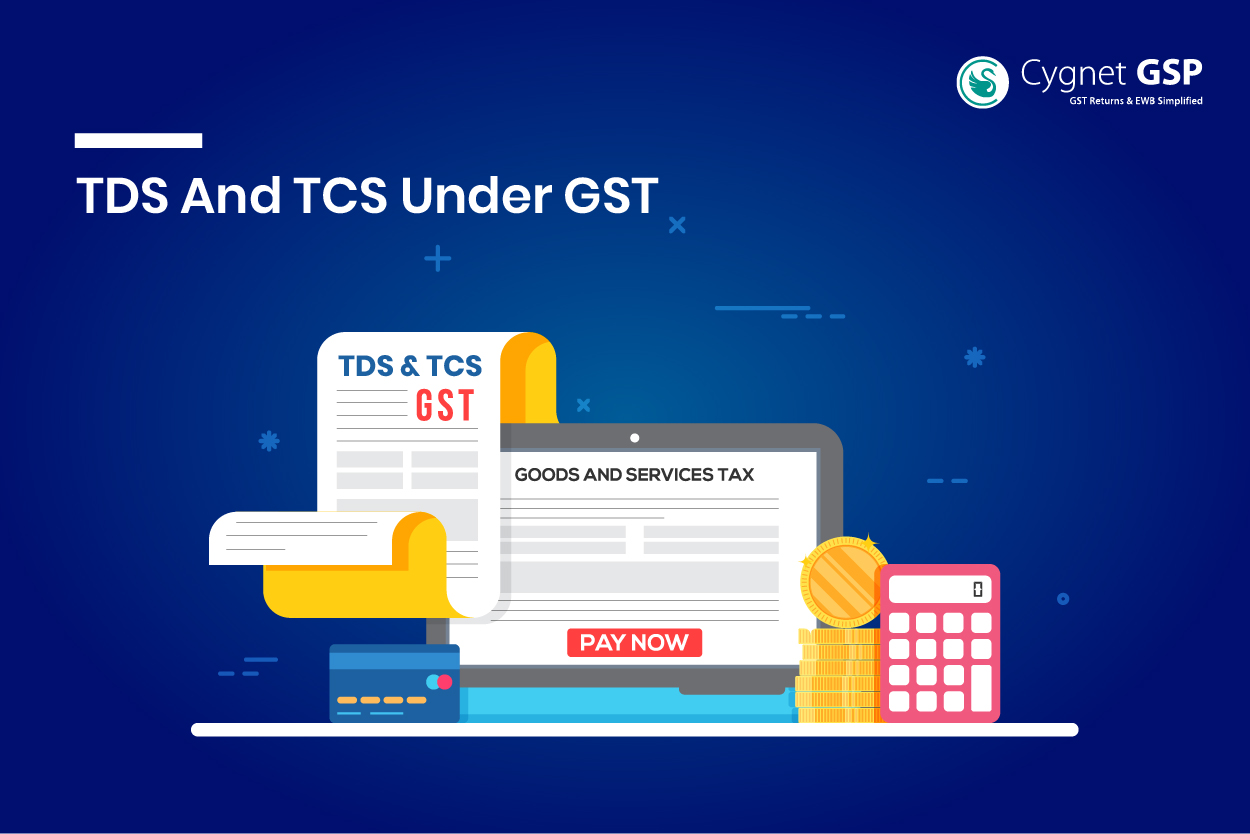 Cygnet GSP
GST Returns & EWB Simplified
TDS And TCS Under GST
TDS & TCS
GST
GOODS AND SERVICES TAX
0
PAY NOW